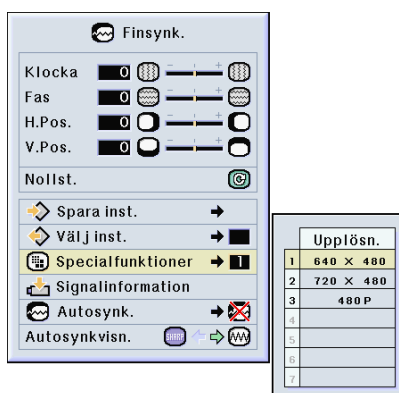 Finsynk.
Klocka 0 - +
Fas 0 - +
H.Pos. 0 - +
V.Pos. 0 - +
Nollst.
Spara inst.
Välj inst.
Specialfunktioner 1
Signalinformation
Autosynk.
Autosynkvisn. SHARP
Upplösn.
1 640 × 480
2 720 × 480
3 480P
4
5
6
7